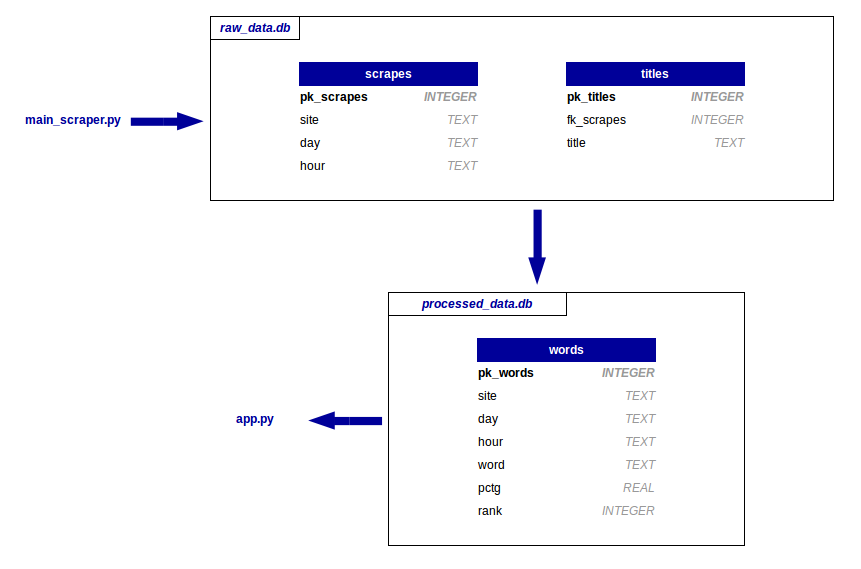 raw_data.db
scrapes
pk_scrapes INTEGER
site TEXT
day TEXT
hour TEXT
titles
pk_titles INTEGER
fk_scrapes INTEGER
title TEXT
main_scraper.py
processed_data.db
words
pk_words INTEGER
site TEXT
day TEXT
hour TEXT
word TEXT
pctg REAL
rank INTEGER
app.py